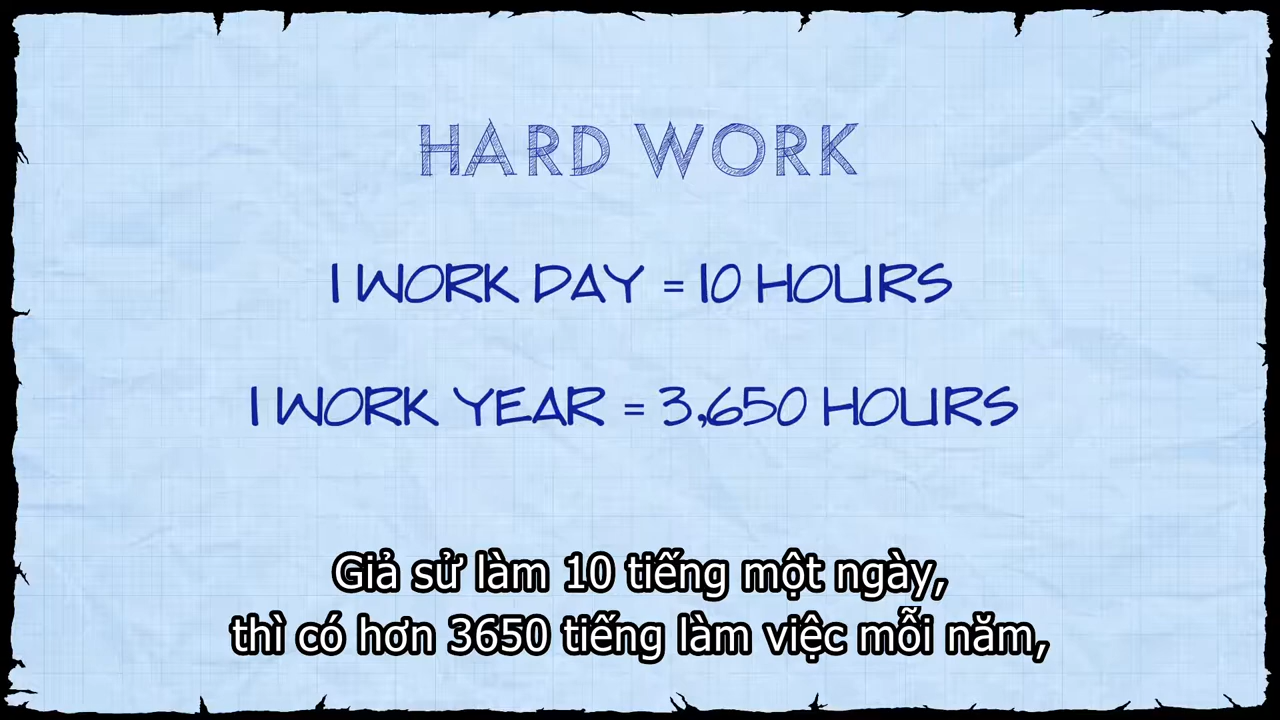 HARD WORK
1 WORK DAY = 10 HOURS
1 WORK YEAR = 3,650 HOURS
Giả sử làm 10 tiếng một ngày,
thì có hơn 3650 tiếng làm việc mỗi năm,